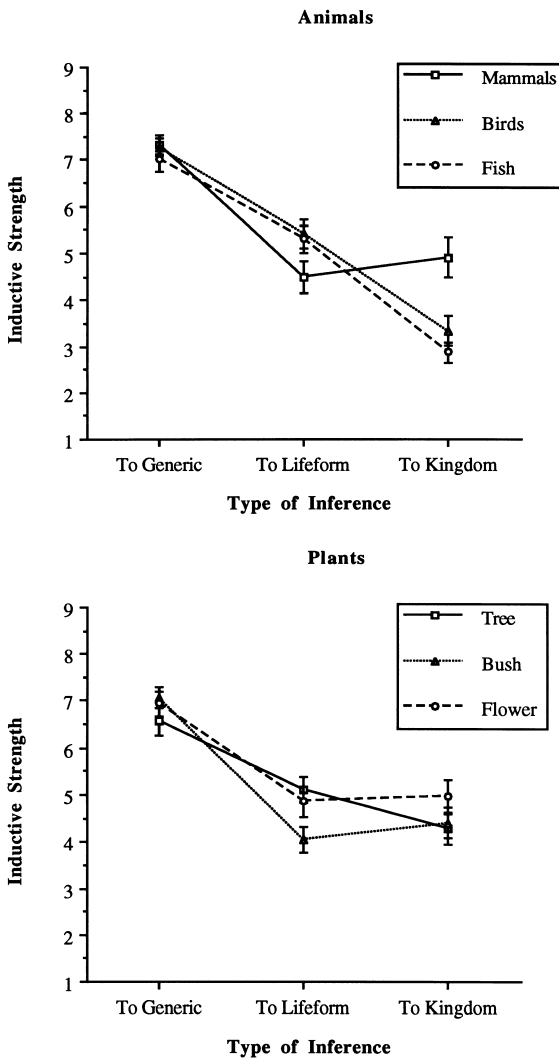 Animals
9
8
7
6
5
4
3
2
1
Inductive Strength
Mammals
Birds
Fish
To Generic To Lifeform To Kingdom
Type of Inference
Plants
9
8
7
6
5
4
3
2
1
Inductive Strength
Tree
Bush
Flower
To Generic To Lifeform To Kingdom
Type of Inference